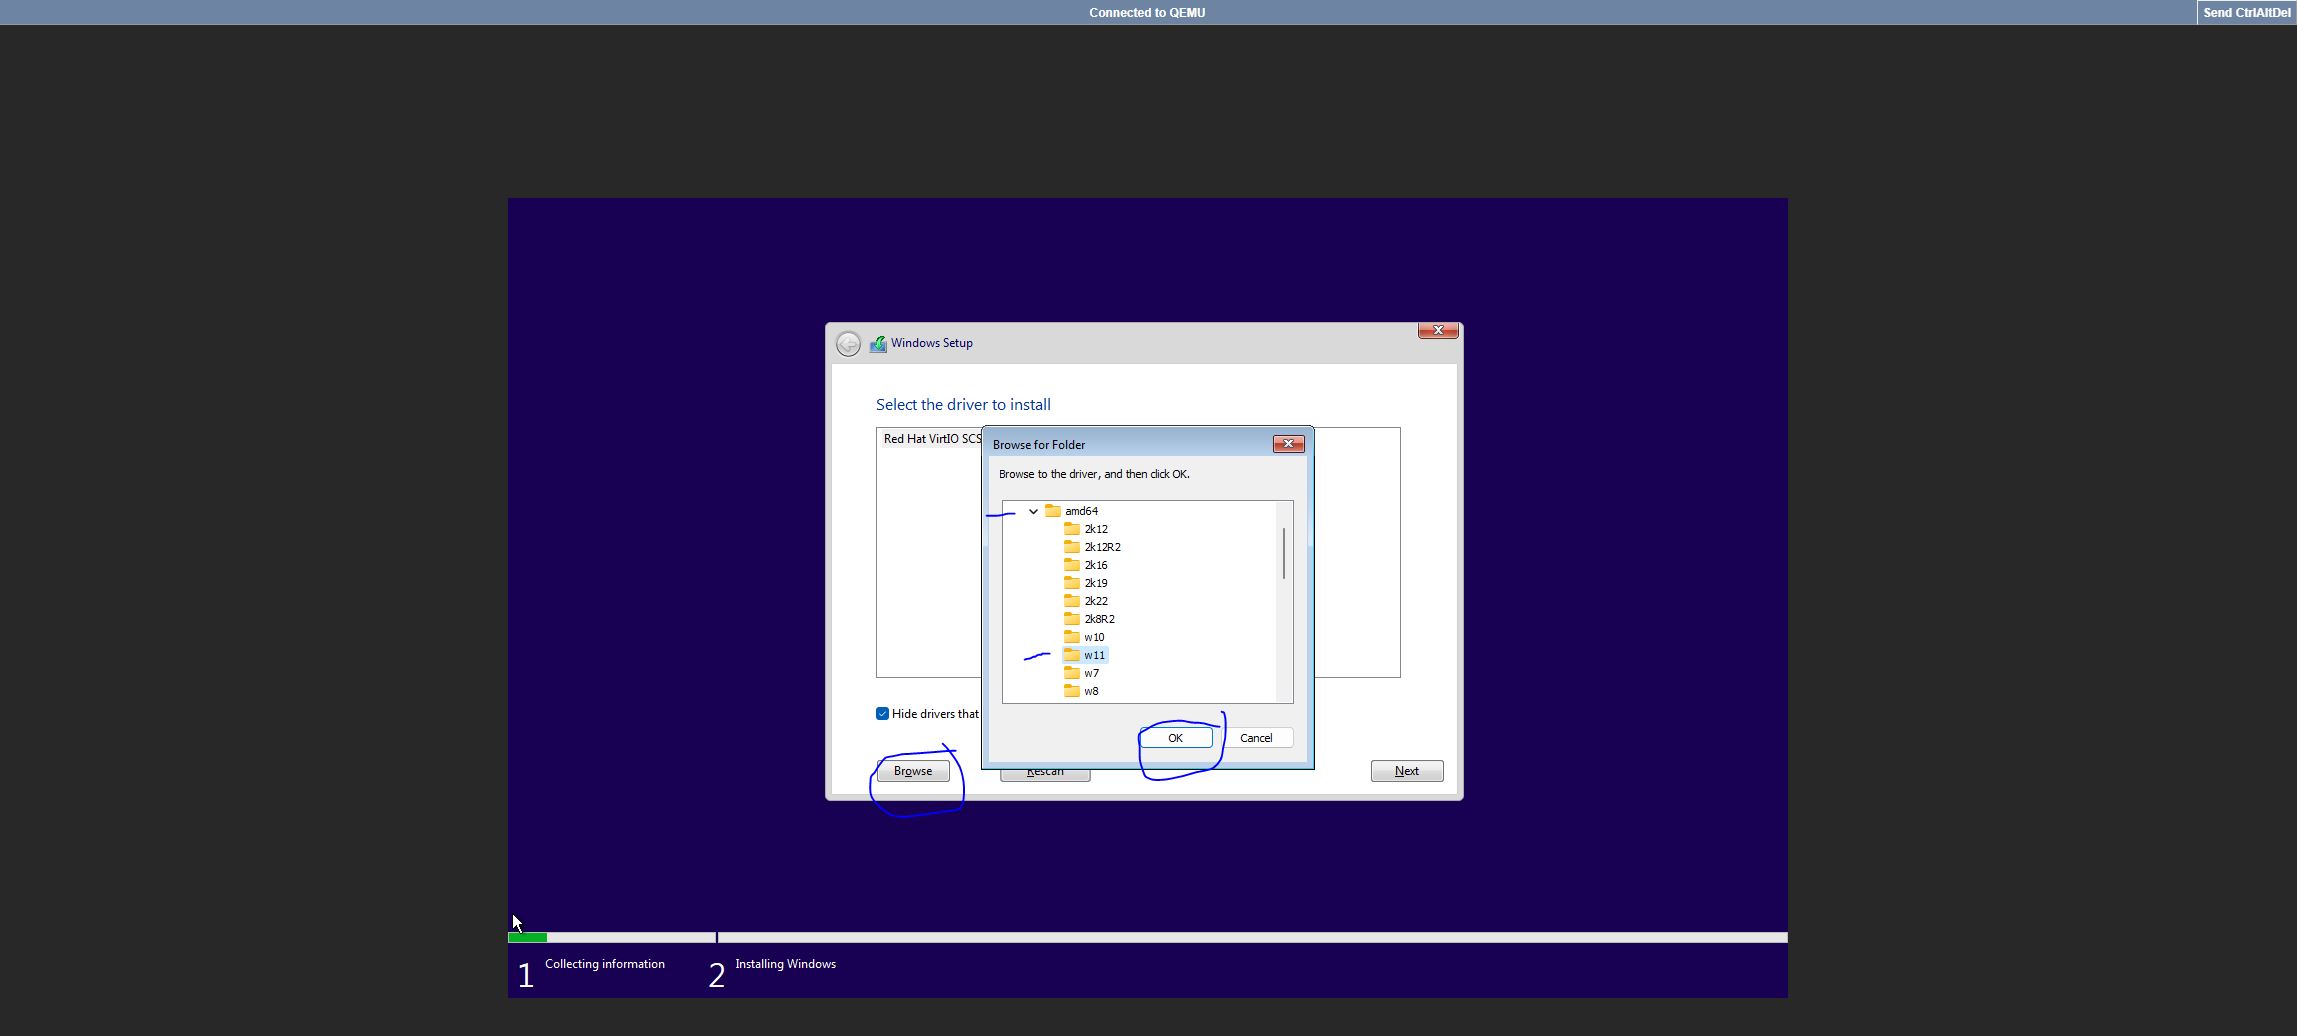 Connected to QEMU
Send CtrlAltDel
Windows Setup
Select the driver to install
Red Hat VirtIO SCS
Browse for Folder
Browse to the driver, and then click OK.
amd64
2k12
2k12R2
2k16
2k19
2k22
2k8R2
w10
w11
w7
w8
Hide drivers that
OK
Cancel
Browse
Rescan
Next
1 Collecting information
2 Installing Windows